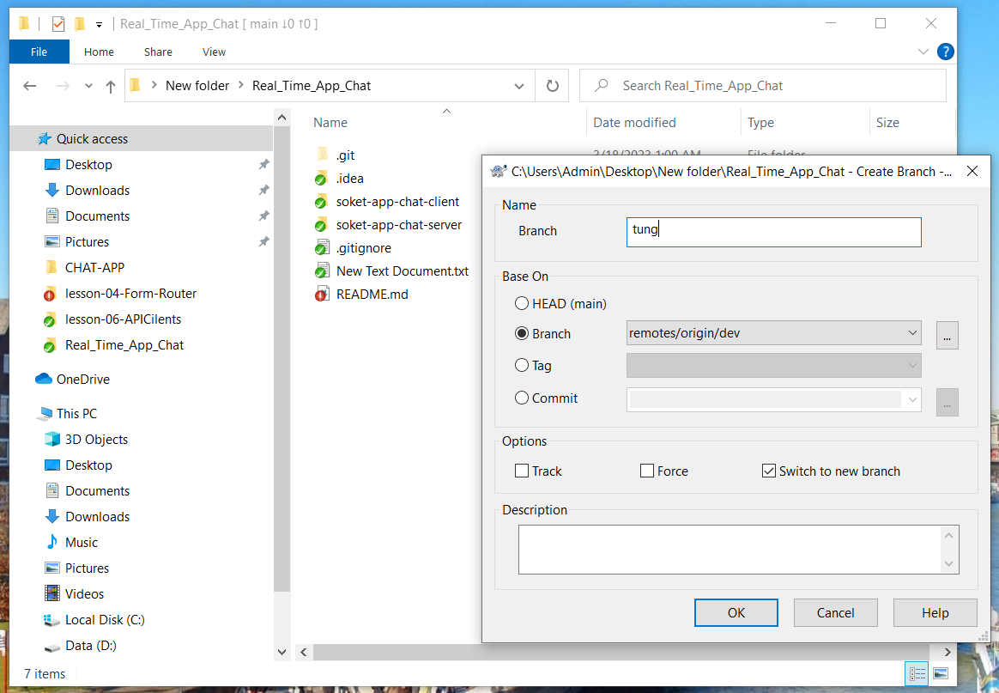 Real_Time_App_Chat [ main ↓0 ↑0 ]
File Home Share View
New folder Real_Time_App_Chat
Search Real_Time_App_Chat
Quick access
Desktop
Downloads
Documents
Pictures
CHAT-APP
lesson-04-Form-Router
lesson-06-APICilents
Real_Time_App_Chat
OneDrive
This PC
3D Objects
Desktop
Documents
Downloads
Music
Pictures
Videos
Local Disk (C:)
Data (D:)
Name Date modified Type Size
.git 3/18/2023 1:00 AM File folder
.idea
soket-app-chat-client
soket-app-chat-server
.gitignore
New Text Document.txt
README.md
7 items
C:\Users\Admin\Desktop\New folder\Real_Time_App_Chat - Create Branch -...
Name
Branch tung
Base On
HEAD (main)
Branch remotes/origin/dev ...
Tag
Commit ...
Options
Track Force Switch to new branch
Description
OK Cancel Help